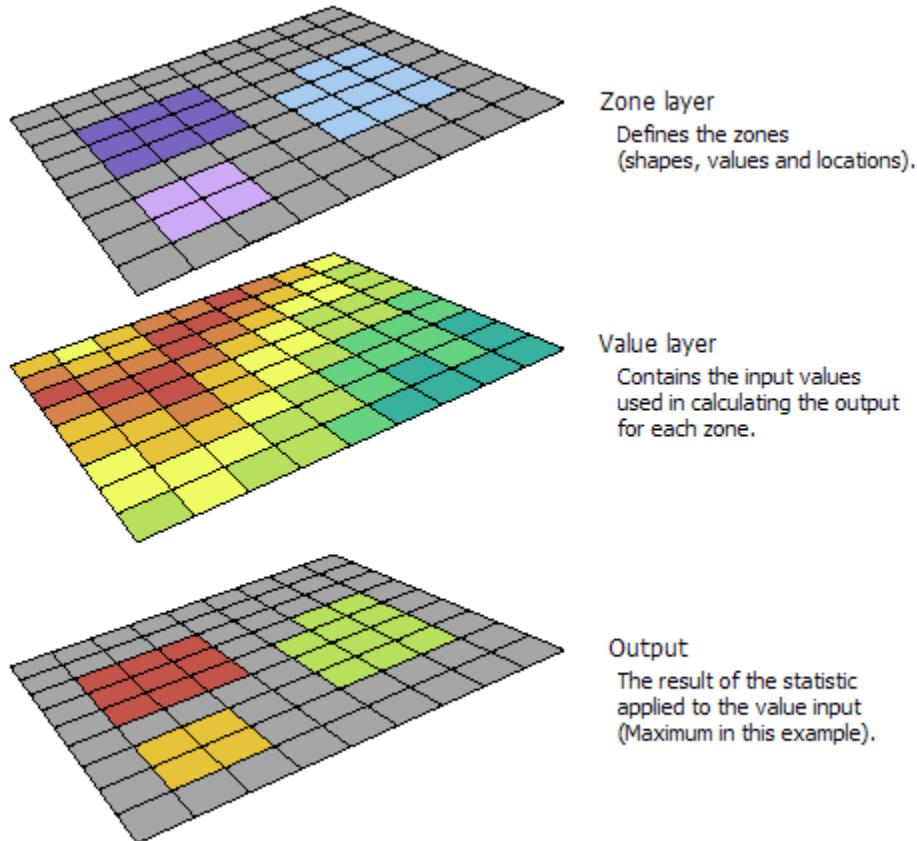 Zone layer
Defines the zones
(shapes, values and locations).
Value layer
Contains the input values
used in calculating the output
for each zone.
Output
The result of the statistic
applied to the value input
(Maximum in this example).